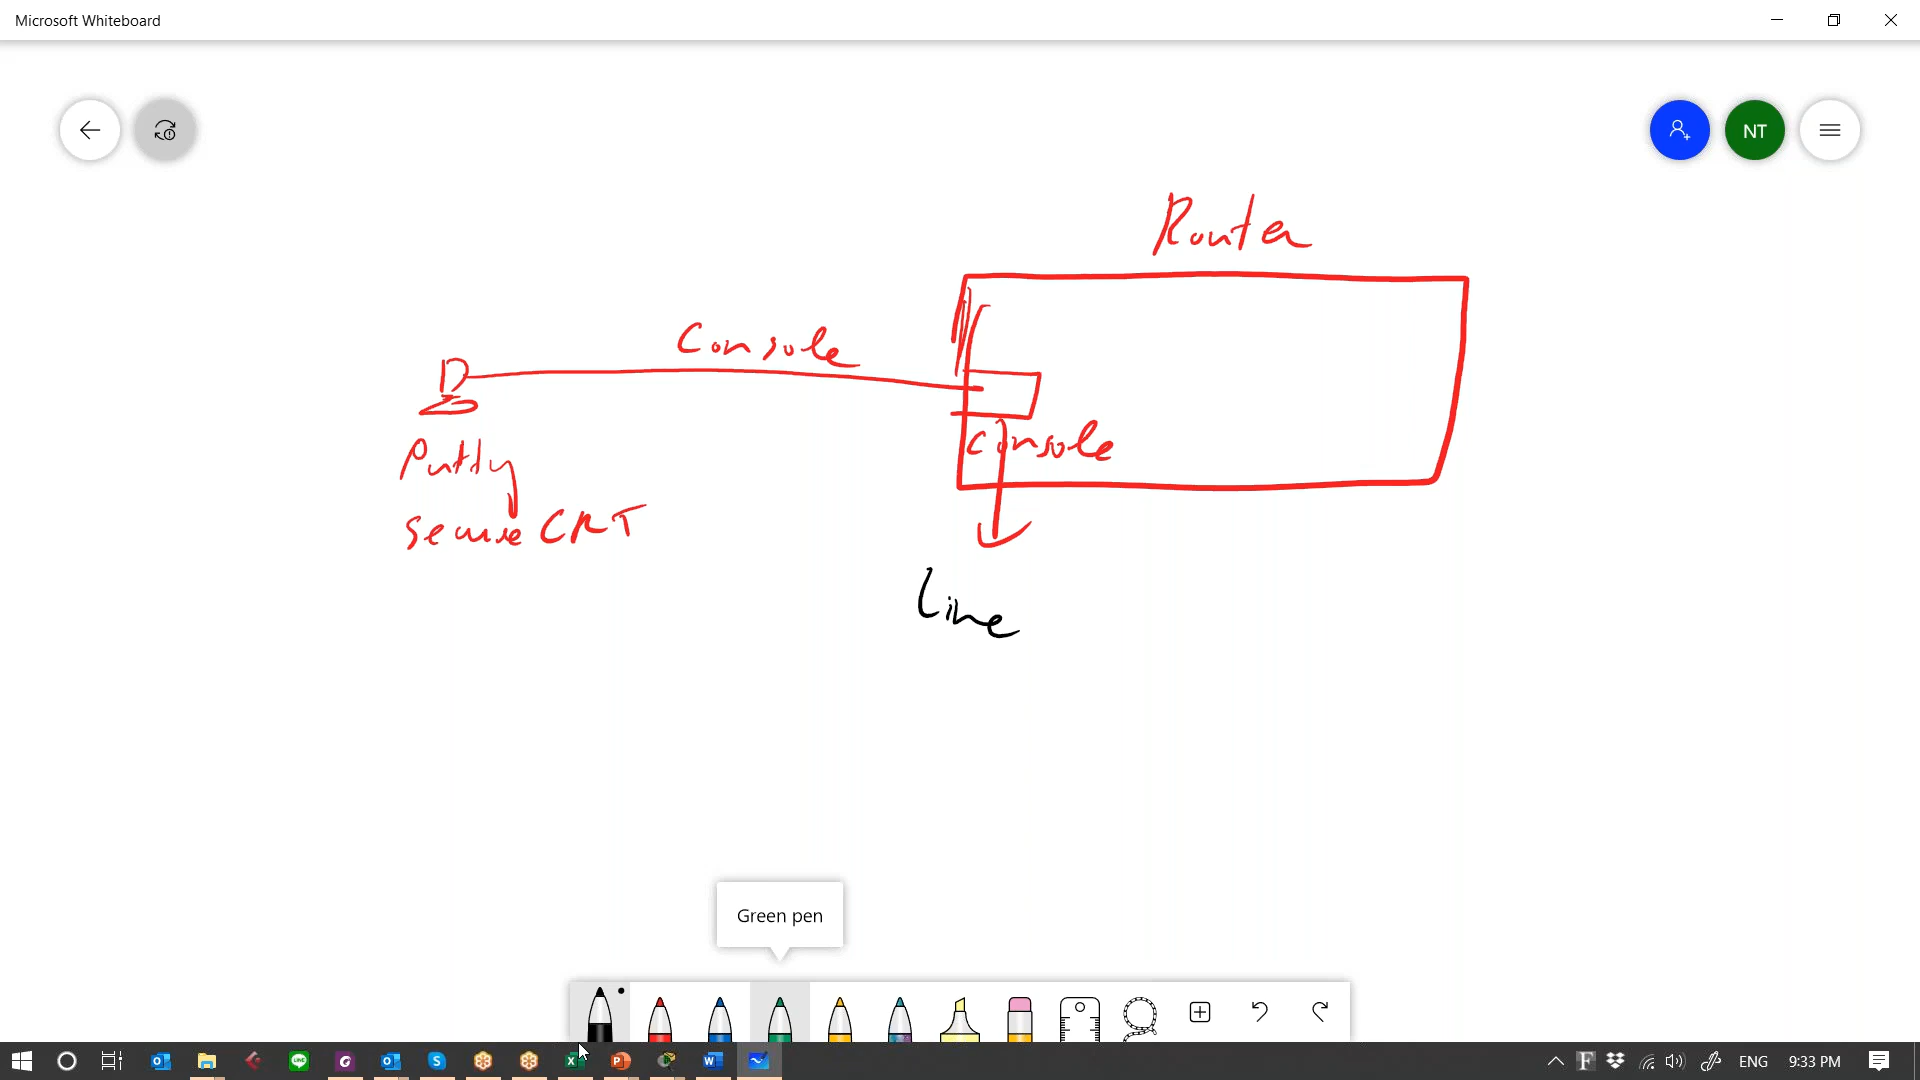 Microsoft Whiteboard
NT
Router
Console
Console
Putty
Secure CRT
Line
Green pen
ENG
9:33 PM